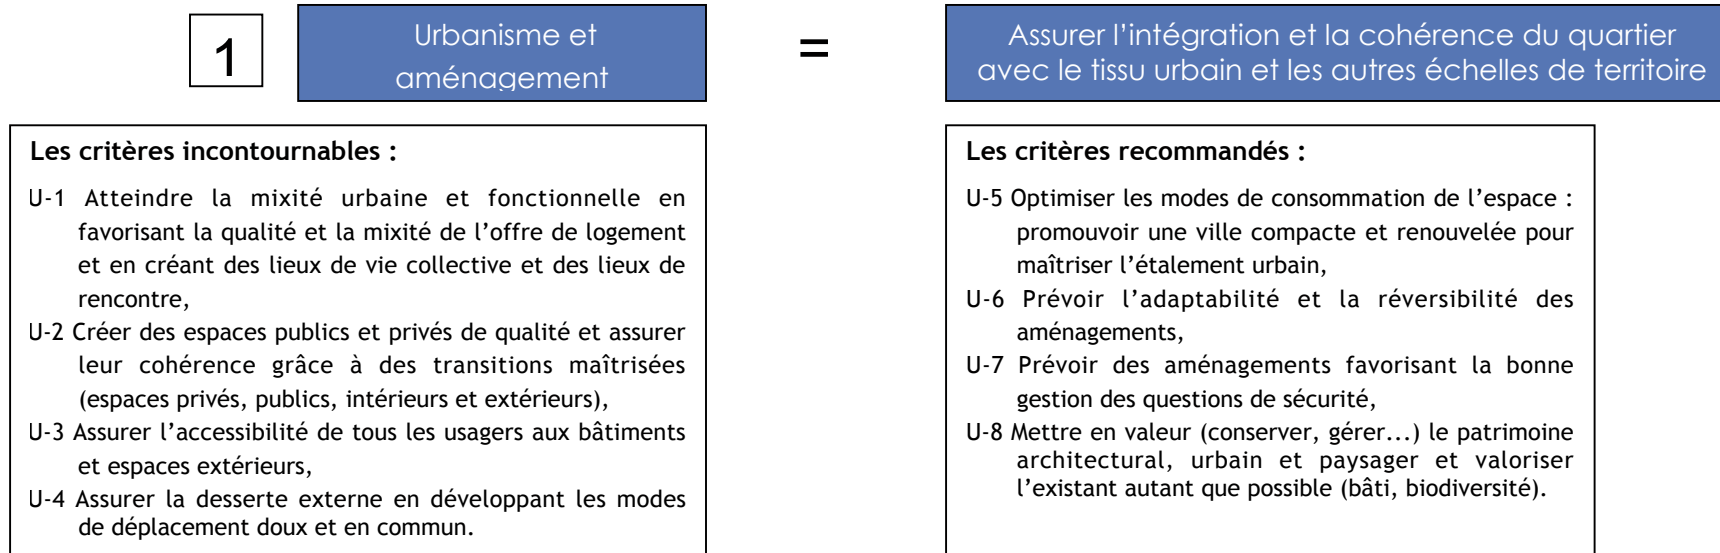 1
Urbanisme et
aménagement
=
Assurer l’intégration et la cohérence du quartier
avec le tissu urbain et les autres échelles de territoire
Les critères incontournables :
U-1 Atteindre la mixité urbaine et fonctionnelle en
favorisant la qualité et la mixité de l’offre de logement
et en créant des lieux de vie collective et des lieux de
rencontre,
U-2 Créer des espaces publics et privés de qualité et assurer
leur cohérence grâce à des transitions maîtrisées
(espaces privés, publics, intérieurs et extérieurs),
U-3 Assurer l’accessibilité de tous les usagers aux bâtiments
et espaces extérieurs,
U-4 Assurer la desserte externe en développant les modes
de déplacement doux et en commun.
Les critères recommandés :
U-5 Optimiser les modes de consommation de l’espace :
promouvoir une ville compacte et renouvelée pour
maîtriser l’étalement urbain,
U-6 Prévoir l’adaptabilité et la réversibilité des
aménagements,
U-7 Prévoir des aménagements favorisant la bonne
gestion des questions de sécurité,
U-8 Mettre en valeur (conserver, gérer...) le patrimoine
architectural, urbain et paysager et valoriser
l’existant autant que possible (bâti, biodiversité).